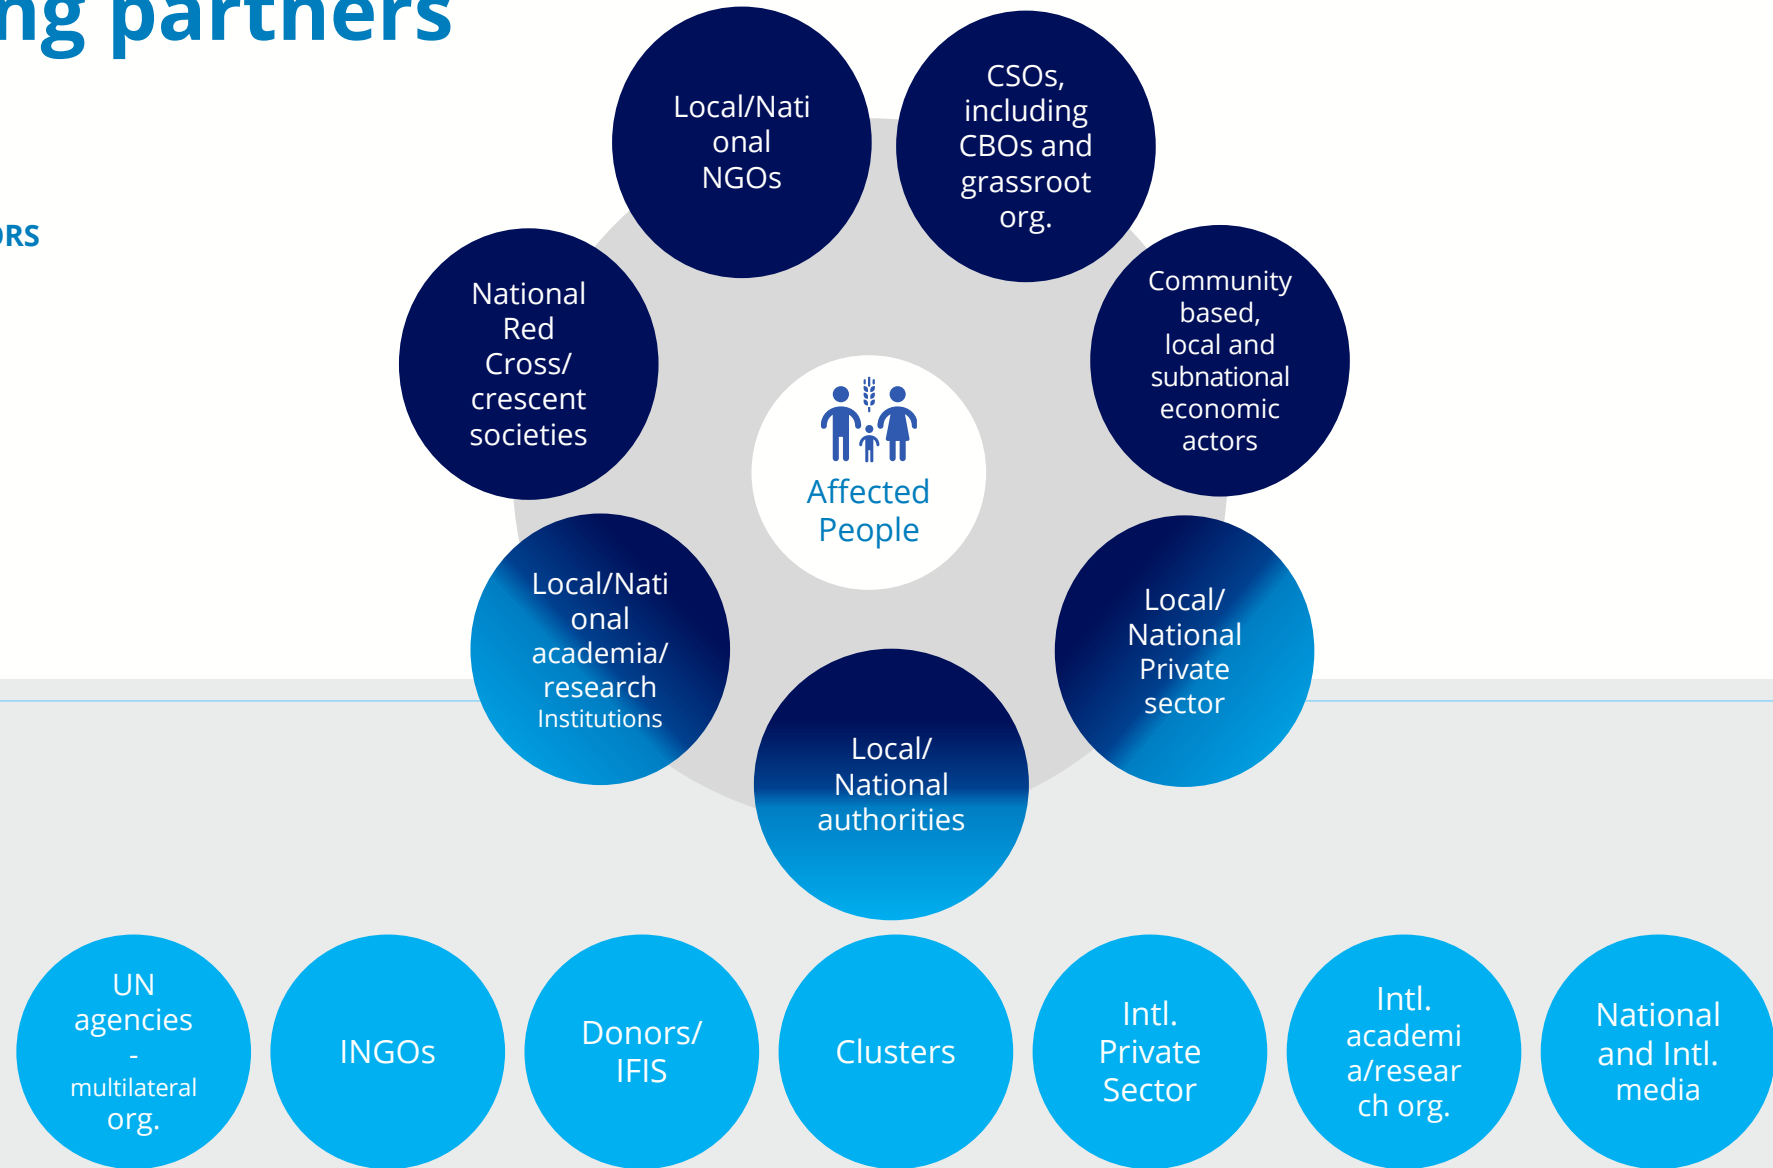 ng partners
ORS
Local/Nati
onal
NGOs
CSOs,
including
CBOs and
grassroot
org.
National
Red
Cross/
crescent
societies
Community
based,
local and
subnational
economic
actors
Affected
People
Local/Nati
onal
academia/
research
Institutions
Local/
National
Private
sector
Local/
National
authorities
UN
agencies
-
multilateral
org.
INGOs
Donors/
IFIS
Clusters
Intl.
Private
Sector
Intl.
academi
a/resear
ch org.
National
and Intl.
media